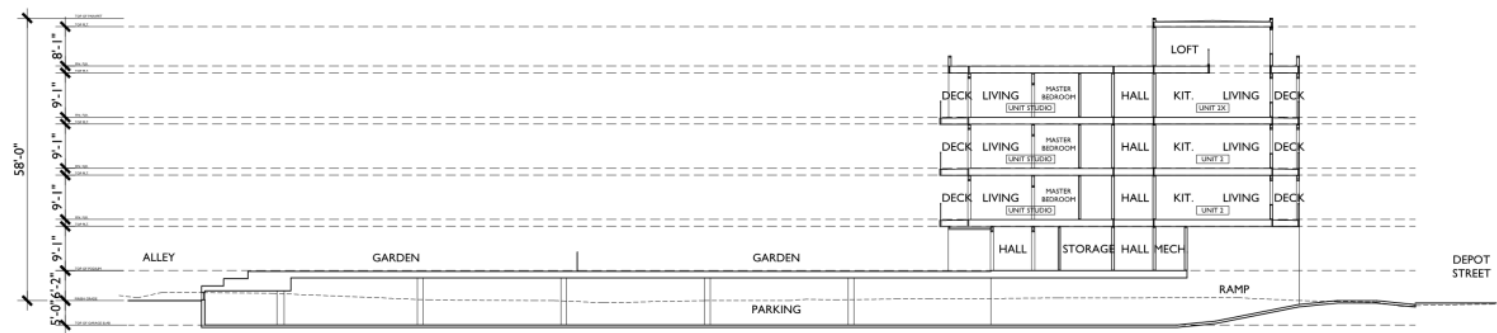 8'-1"
LOFT
9'-1"
DECK LIVING MASTER BEDROOM HALL KIT. LIVING DECK
UNIT STUDIO UNIT 2X
58'-0"
9'-1"
DECK LIVING MASTER BEDROOM HALL KIT. LIVING DECK
UNIT STUDIO UNIT 2
9'-1"
DECK LIVING MASTER BEDROOM HALL KIT. LIVING DECK
UNIT STUDIO UNIT 2
9'-1"
HALL STORAGE HALL MECH
ALLEY GARDEN GARDEN DEPOT
STREET
6'-2"
RAMP
5'-0"
PARKING